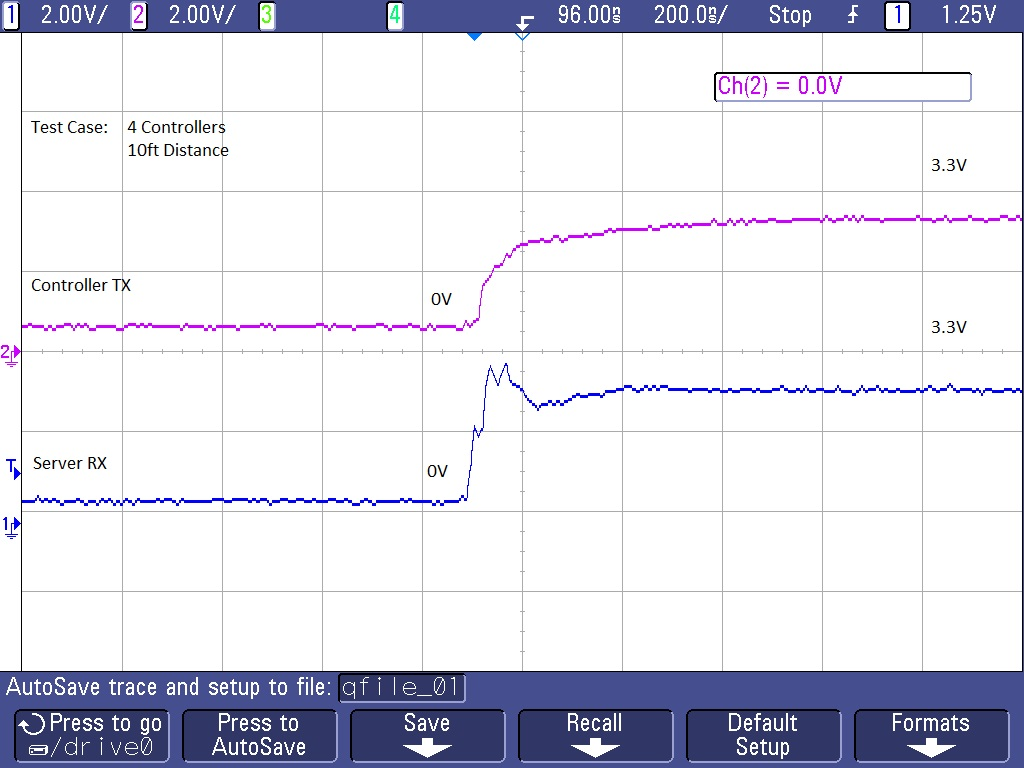 1 2.00V/ 2 2.00V/ 3 4 96.00ns 200.0ns/ Stop 1 1.25V
Ch(2) = 0.0V
Test Case: 4 Controllers
10ft Distance
3.3V
Controller TX
0V
3.3V
2
T
Server RX
0V
1
AutoSave trace and setup to file: qfile_01
Press to go
/drive0
Press to
AutoSave
Save
Recall
Default
Setup
Formats